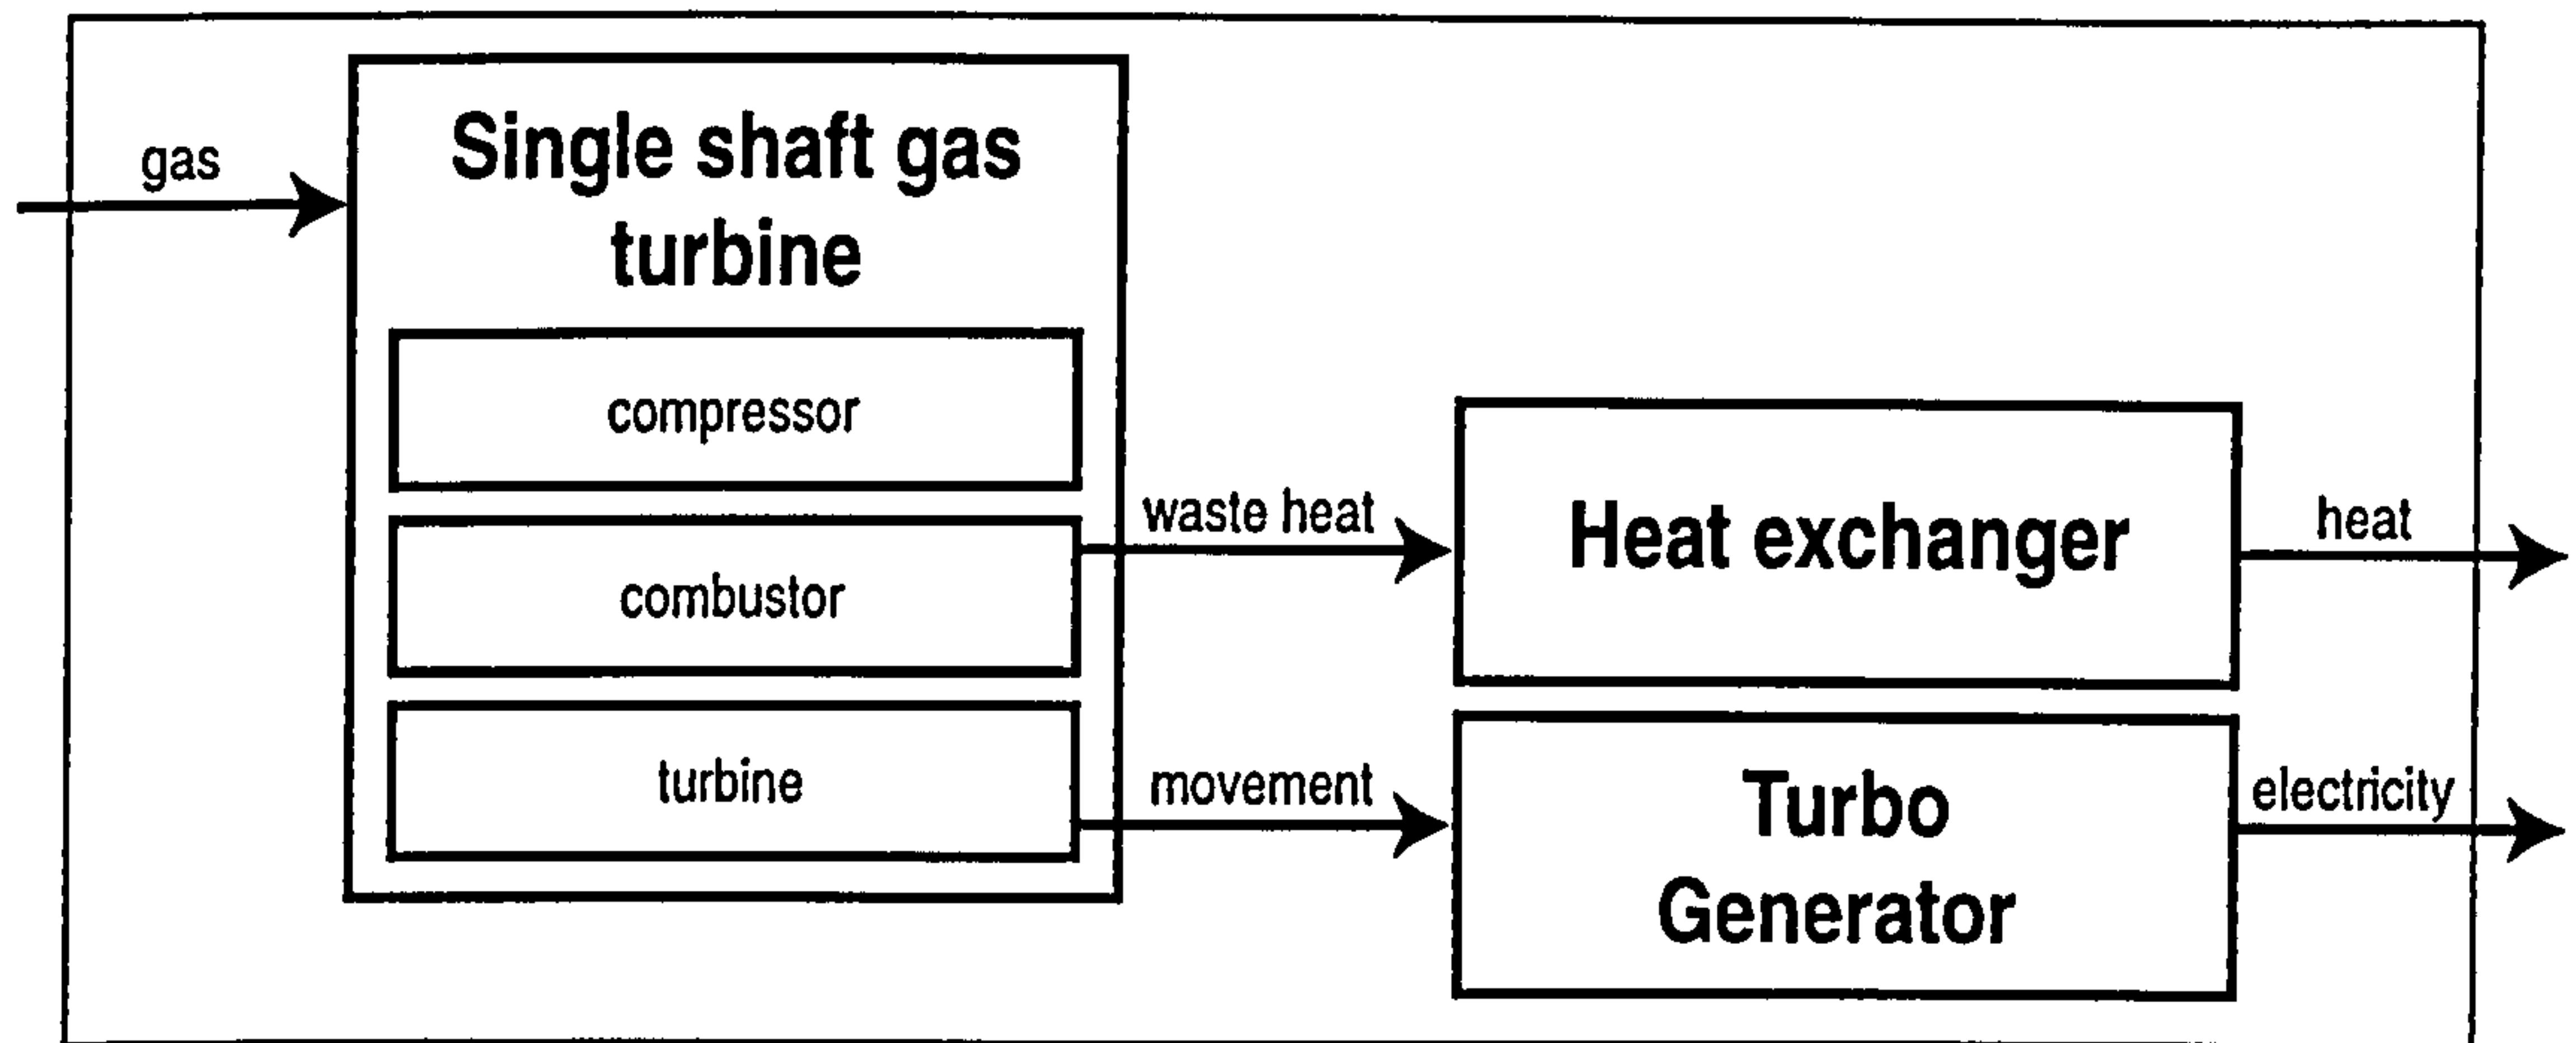 gas
Single shaft gas
turbine
compressor
combustor
turbine
waste heat
movement
Heat exchanger
Turbo
Generator
heat
electricity